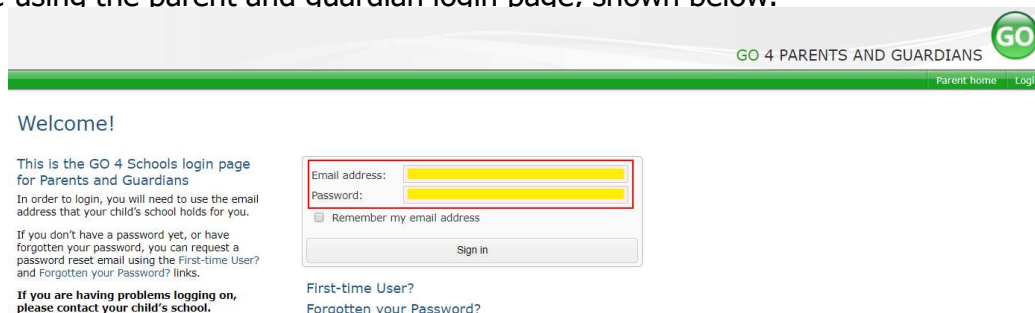 using the parent and guardian login page, shown below.
GO
GO 4 PARENTS AND GUARDIANS
Parent home
Welcome!
This is the GO 4 Schools login page
for Parents and Guardians
In order to login, you will need to use the email
address that your child's school holds for you.
If you don't have a password yet, or have
forgotten your password, you can request a
password reset email using the First-time User?
and Forgotten your Password? links.
If you are having problems logging on,
please contact your child's school.
Email address:
Password:
Remember my email address
Sign in
First-time User?
Forgotten your Password?